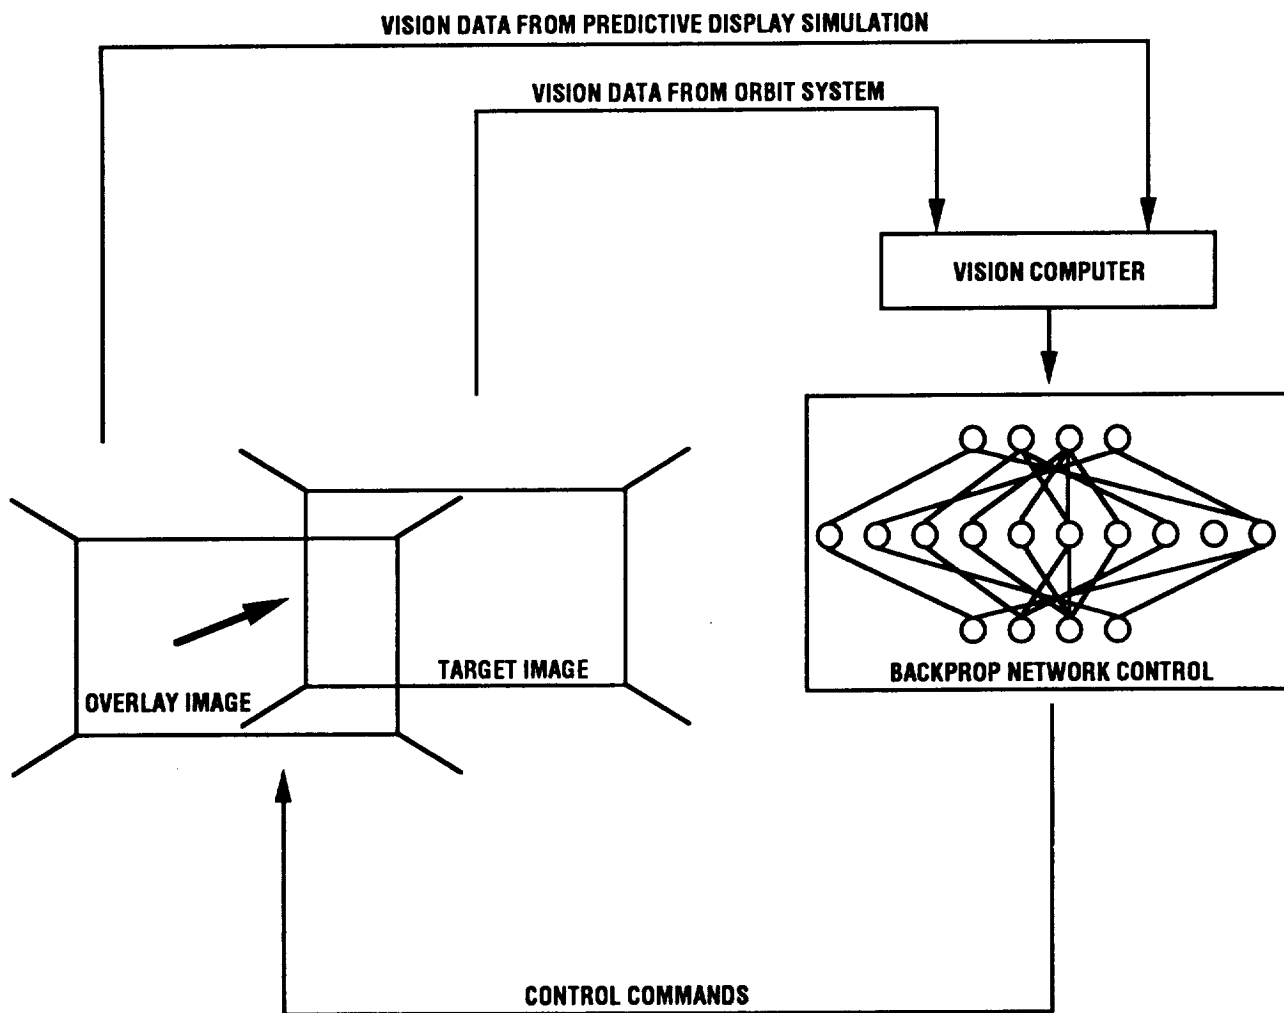 VISION DATA FROM PREDICTIVE DISPLAY SIMULATION
VISION DATA FROM ORBIT SYSTEM
VISION COMPUTER
TARGET IMAGE
OVERLAY IMAGE
BACKPROP NETWORK CONTROL
CONTROL COMMANDS